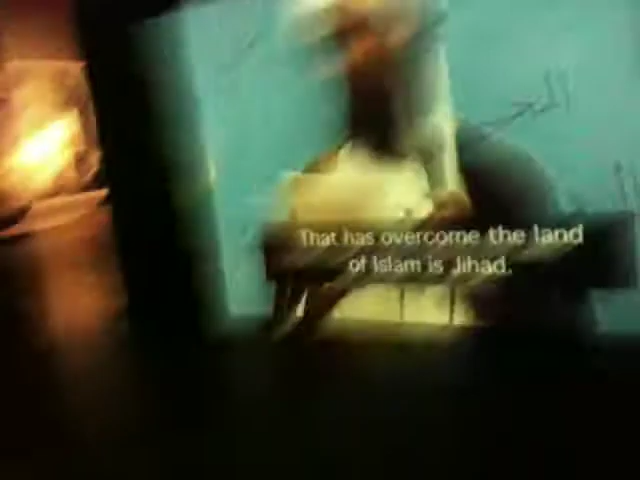 That has overcome the land
of Islam is Jihad.